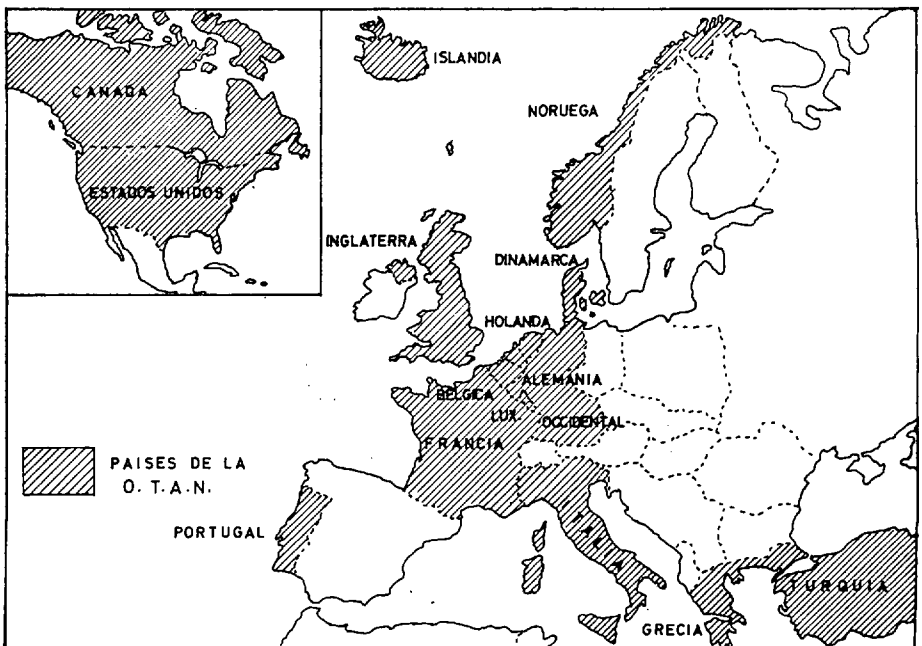 CANADA
ESTADOS UNIDOS
ISLANDIA
NORUEGA
INGLATERRA
DINAMARCA
HOLANDA
ALEMANIA
BELGICA
LUX.
OCCIDENTAL
FRANCIA
PAISES DE LA
O.T.A.N.
PORTUGAL
ITALIA
TURQUIA
GRECIA